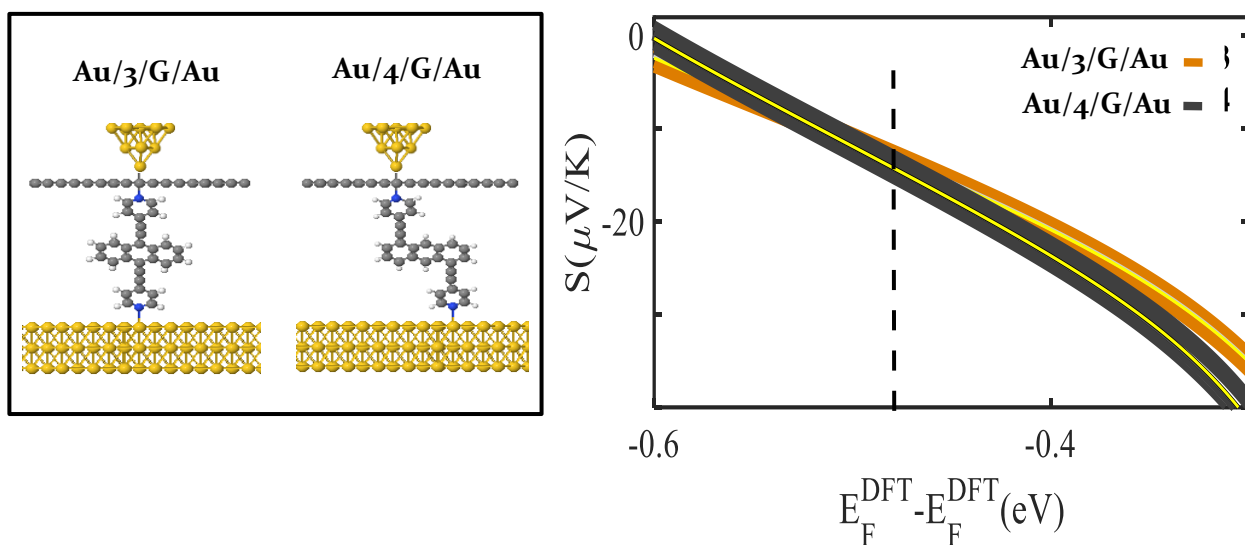 Au/3/G/Au
Au/4/G/Au
S(μV/K)
0
-20
Au/3/G/Au
Au/4/G/Au
-0.6
-0.4
E_F^DFT-E_F^DFT(eV)